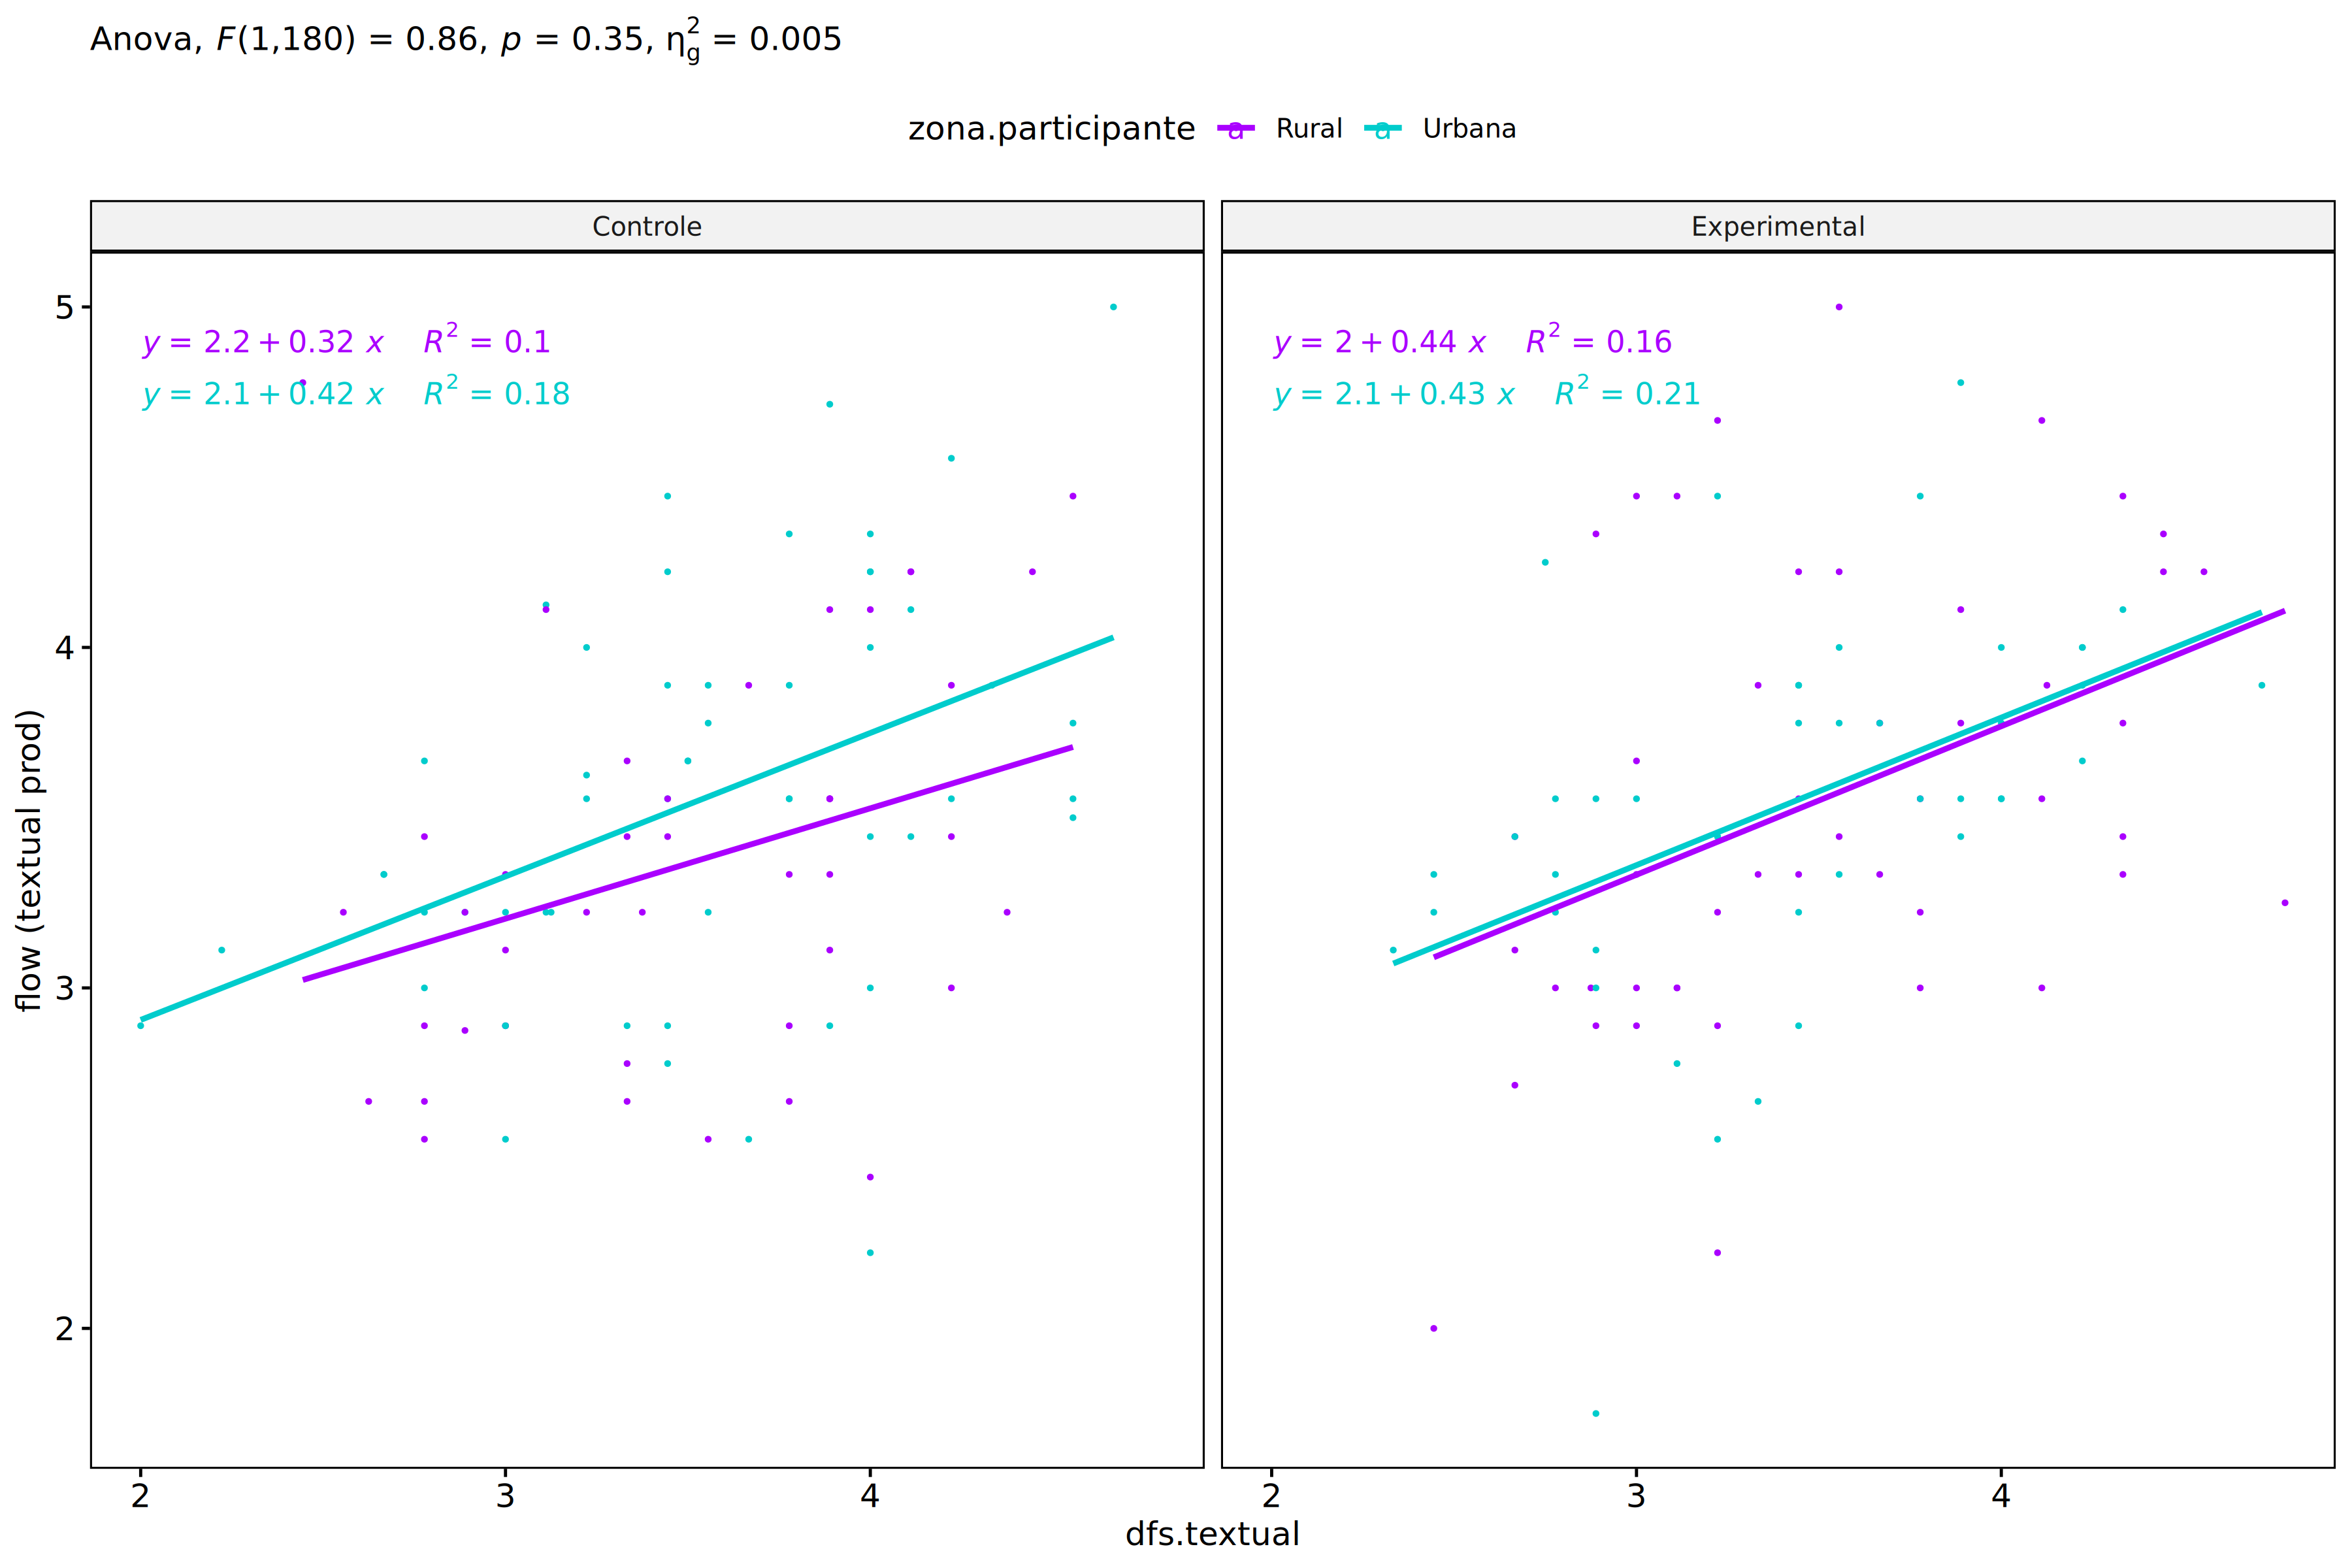 Anova, F(1,180) = 0.86, p = 0.35, η²g = 0.005
zona.participante a Rural a Urbana
Controle
Experimental
y = 2.2 + 0.32 x R² = 0.1
y = 2.1 + 0.42 x R² = 0.18
y = 2 + 0.44 x R² = 0.16
y = 2.1 + 0.43 x R² = 0.21
flow (textual prod)
5
4
3
2
2 3 4
2 3 4
dfs.textual